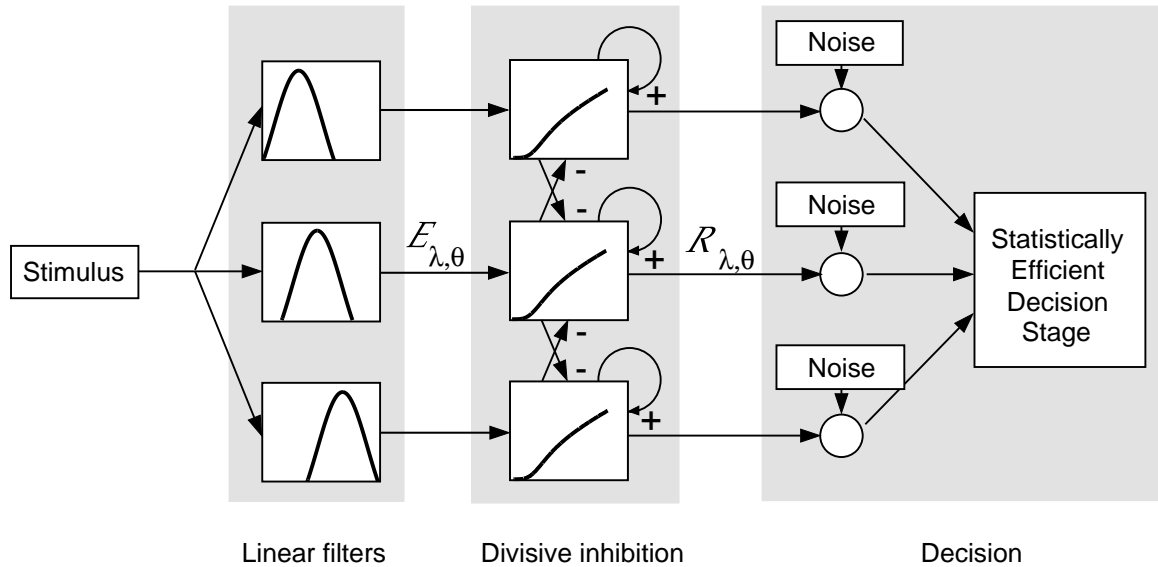 Noise
+
-
-
Noise
Stimulus
E λ,θ
+
R λ,θ
Statistically
Efficient
Decision
Stage
-
-
Noise
+
Linear filters
Divisive inhibition
Decision